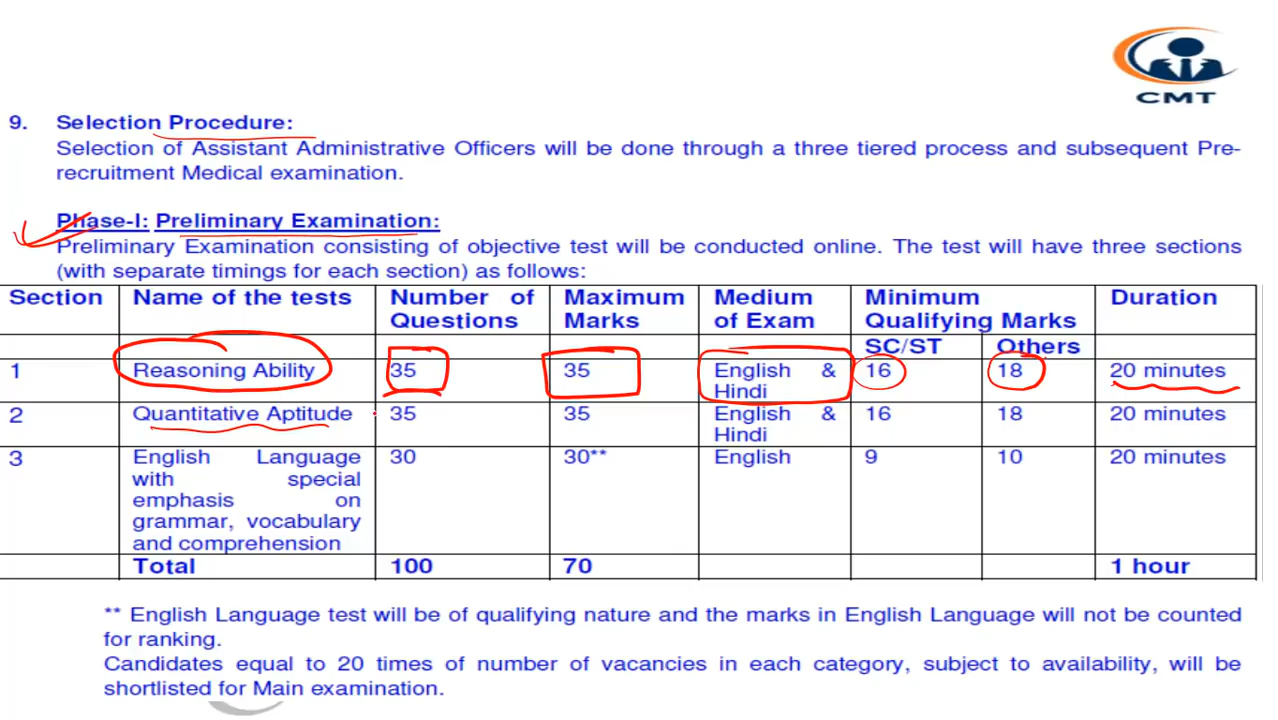 CMT
9. Selection Procedure:
Selection of Assistant Administrative Officers will be done through a three tiered process and subsequent Pre-
recruitment Medical examination.
Phase-I: Preliminary Examination:
Preliminary Examination consisting of objective test will be conducted online. The test will have three sections
(with separate timings for each section) as follows:
Section Name of the tests Number of Questions Maximum Marks Medium of Exam Minimum Qualifying Marks Duration
SC/ST Others
1 Reasoning Ability 35 35 English & Hindi 16 18 20 minutes
2 Quantitative Aptitude 35 35 English & Hindi 16 18 20 minutes
3 English Language with special emphasis on grammar, vocabulary and comprehension 30 30** English 9 10 20 minutes
Total 100 70 1 hour
** English Language test will be of qualifying nature and the marks in English Language will not be counted
for ranking.
Candidates equal to 20 times of number of vacancies in each category, subject to availability, will be
shortlisted for Main examination.